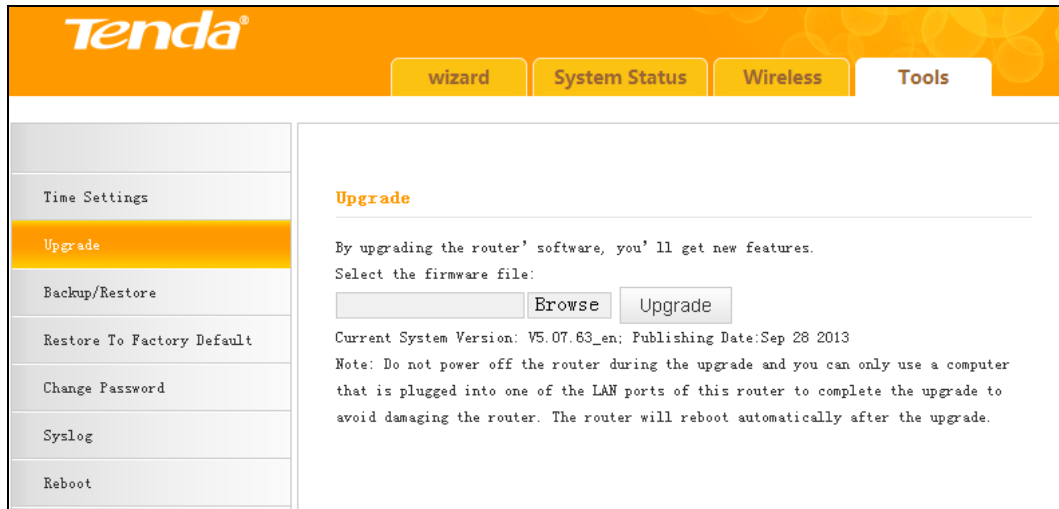 Tenda®
wizard System Status Wireless Tools
Time Settings
Upgrade
Backup/Restore
Restore To Factory Default
Change Password
Syslog
Reboot
Upgrade
By upgrading the router' software, you'll get new features.
Select the firmware file:
Browse Upgrade
Current System Version: V5.07.63_en; Publishing Date:Sep 28 2013
Note: Do not power off the router during the upgrade and you can only use a computer
that is plugged into one of the LAN ports of this router to complete the upgrade to
avoid damaging the router. The router will reboot automatically after the upgrade.